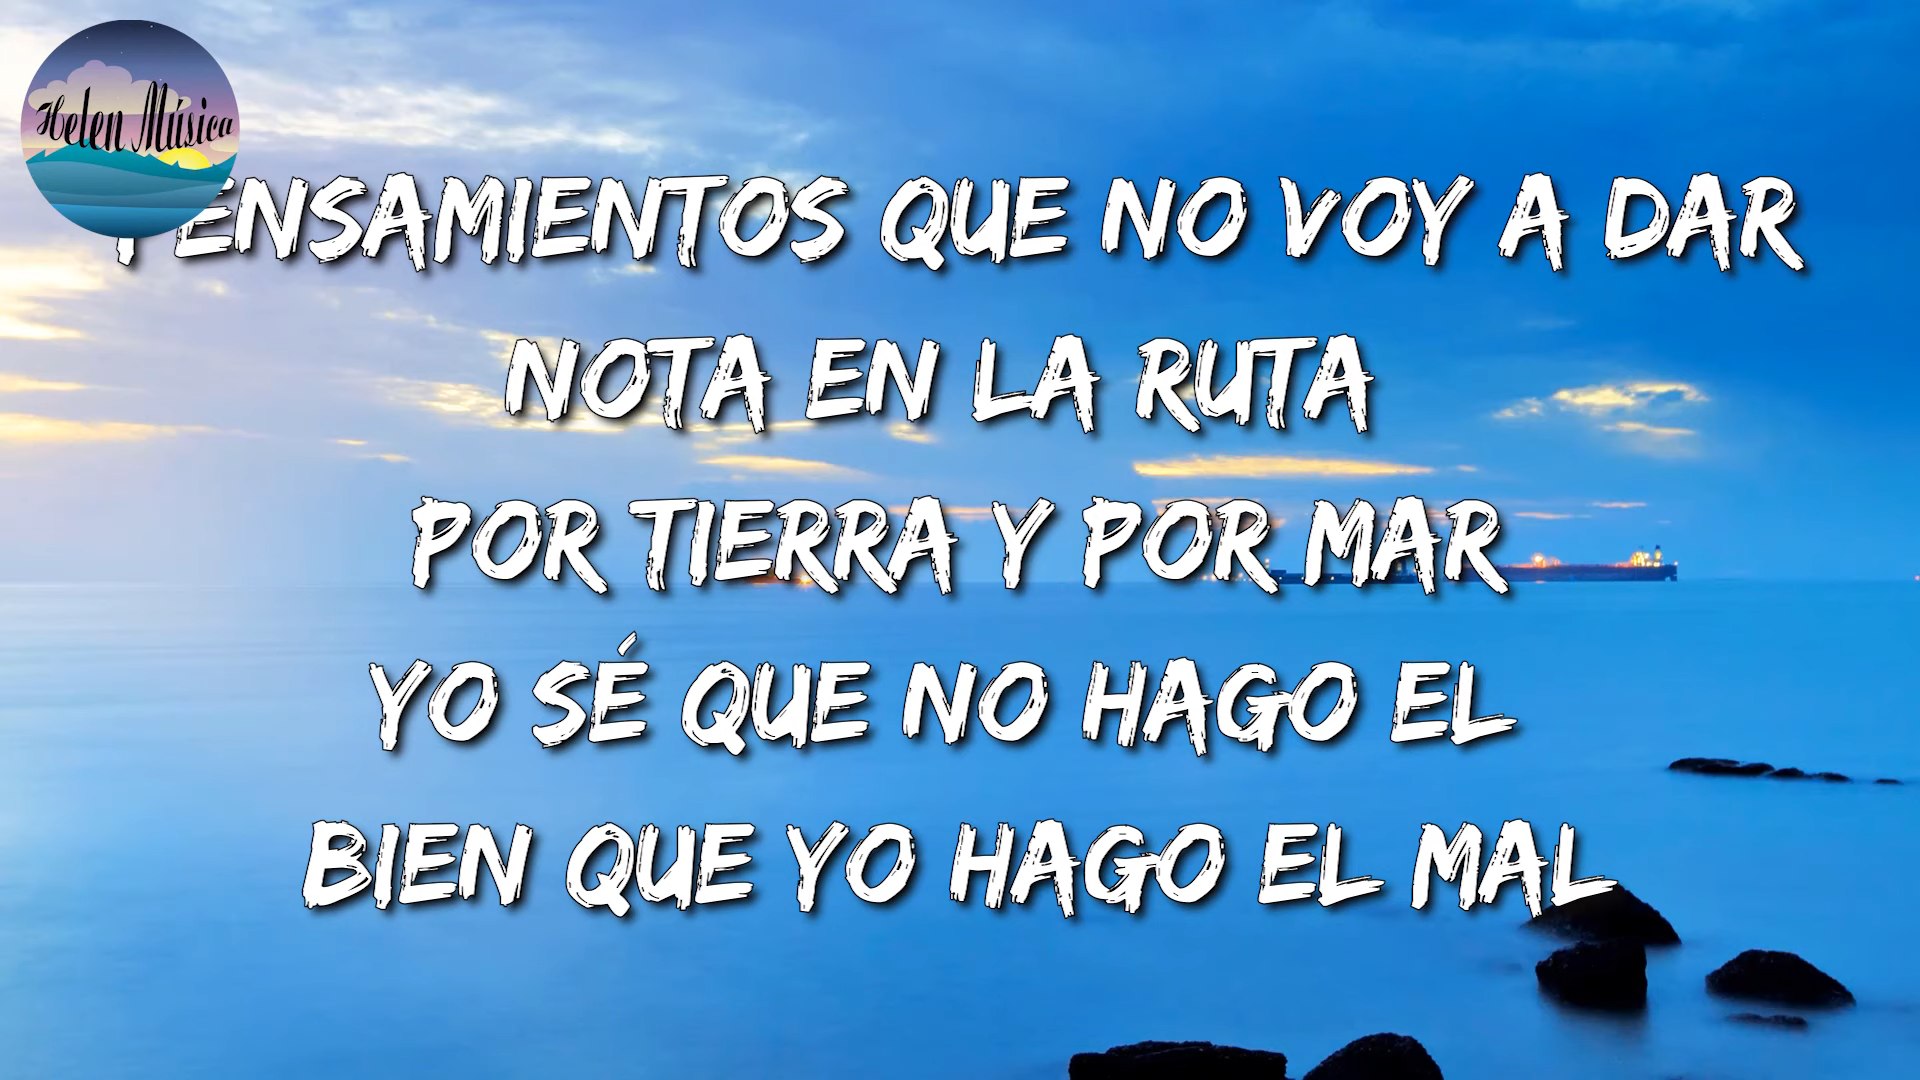 Helen Música
PENSAMIENTOS QUE NO VOY A DAR
NOTA EN LA RUTA
POR TIERRA Y POR MAR
YO SÉ QUE NO HAGO EL
BIEN QUE YO HAGO EL MAL